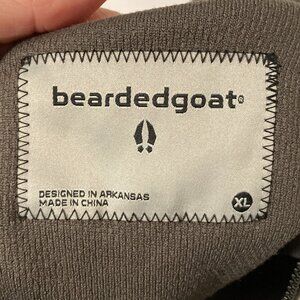 beardedgoat®
DESIGNED IN ARKANSAS
MADE IN CHINA
XL